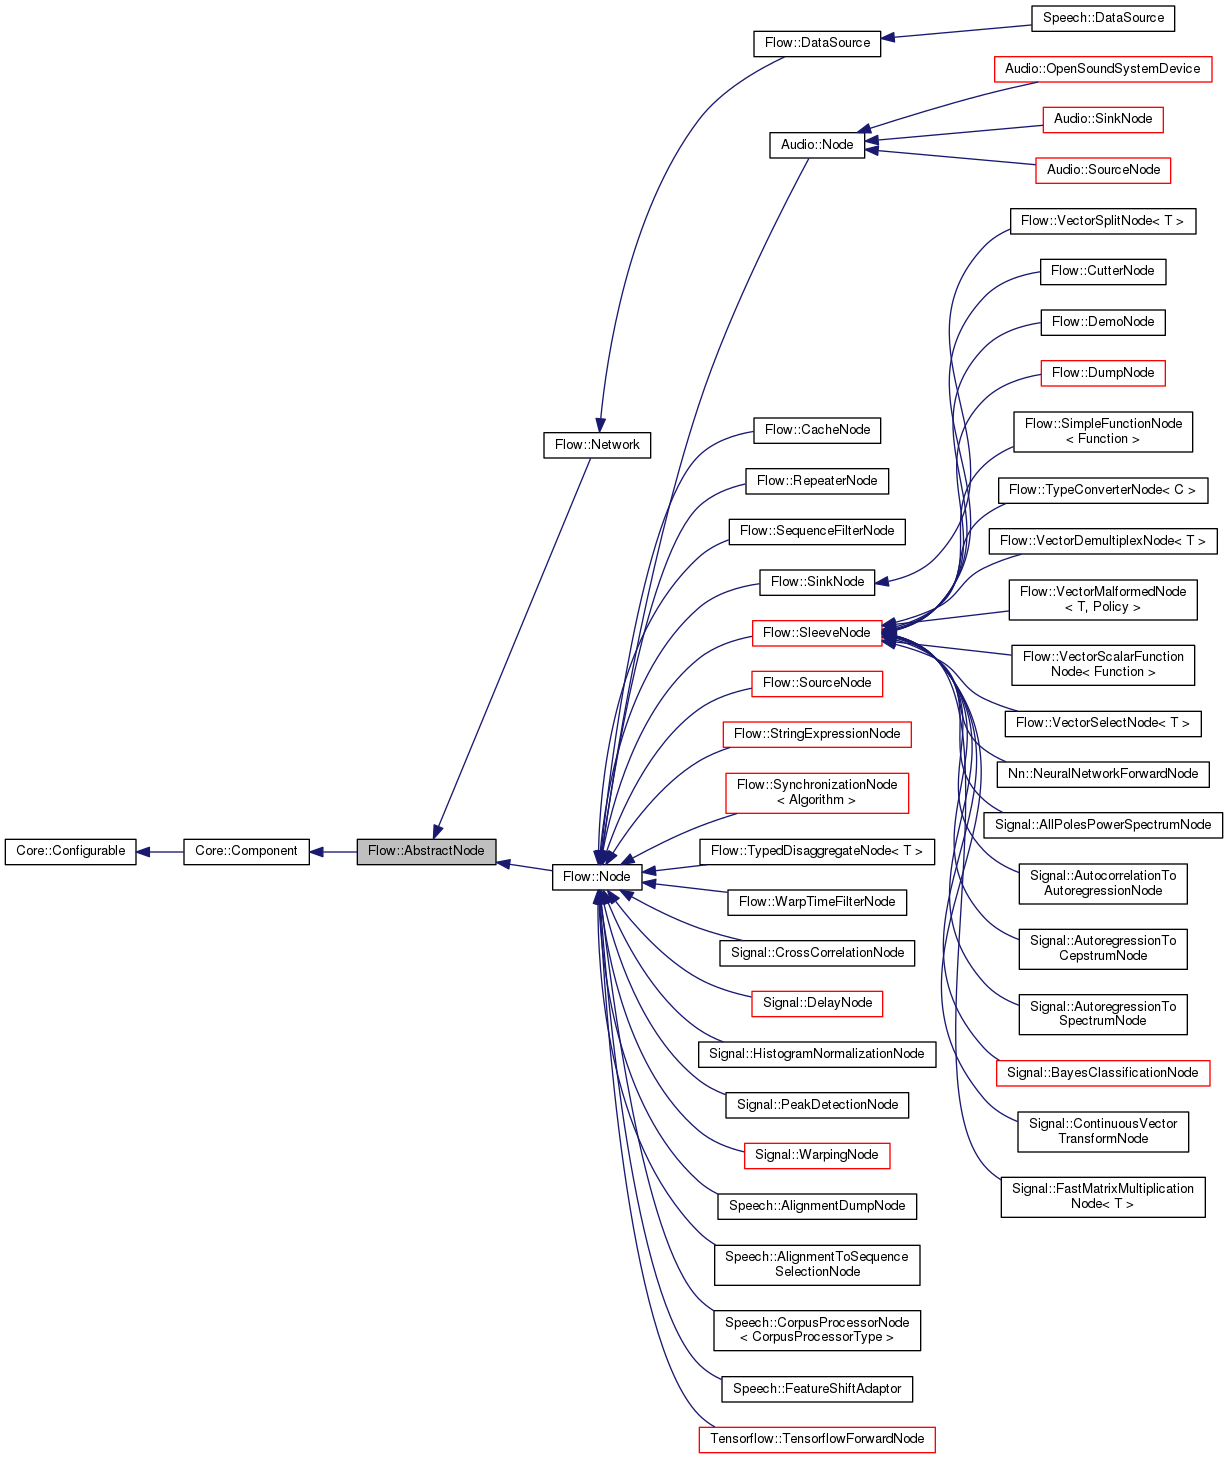 Core::Configurable
Core::Component
Flow::AbstractNode
Flow::Network
Flow::Node
Flow::DataSource
Audio::Node
Flow::CacheNode
Flow::RepeaterNode
Flow::SequenceFilterNode
Flow::SinkNode
Flow::SleeveNode
Flow::SourceNode
Flow::StringExpressionNode
Flow::SynchronizationNode
< Algorithm >
Flow::TypedDisaggregateNode< T >
Flow::WarpTimeFilterNode
Signal::CrossCorrelationNode
Signal::DelayNode
Signal::HistogramNormalizationNode
Signal::PeakDetectionNode
Signal::WarpingNode
Speech::AlignmentDumpNode
Speech::AlignmentToSequence
SelectionNode
Speech::CorpusProcessorNode
< CorpusProcessorType >
Speech::FeatureShiftAdaptor
Tensorflow::TensorflowForwardNode
Speech::DataSource
Audio::OpenSoundSystemDevice
Audio::SinkNode
Audio::SourceNode
Flow::VectorSplitNode< T >
Flow::CutterNode
Flow::DemoNode
Flow::DumpNode
Flow::SimpleFunctionNode
< Function >
Flow::TypeConverterNode< C >
Flow::VectorDemultiplexNode< T >
Flow::VectorMalformedNode
< T, Policy >
Flow::VectorScalarFunction
Node< Function >
Flow::VectorSelectNode< T >
Nn::NeuralNetworkForwardNode
Signal::AllPolesPowerSpectrumNode
Signal::AutocorrelationTo
AutoregressionNode
Signal::AutoregressionTo
CepstrumNode
Signal::AutoregressionTo
SpectrumNode
Signal::BayesClassificationNode
Signal::ContinuousVector
TransformNode
Signal::FastMatrixMultiplication
Node< T >